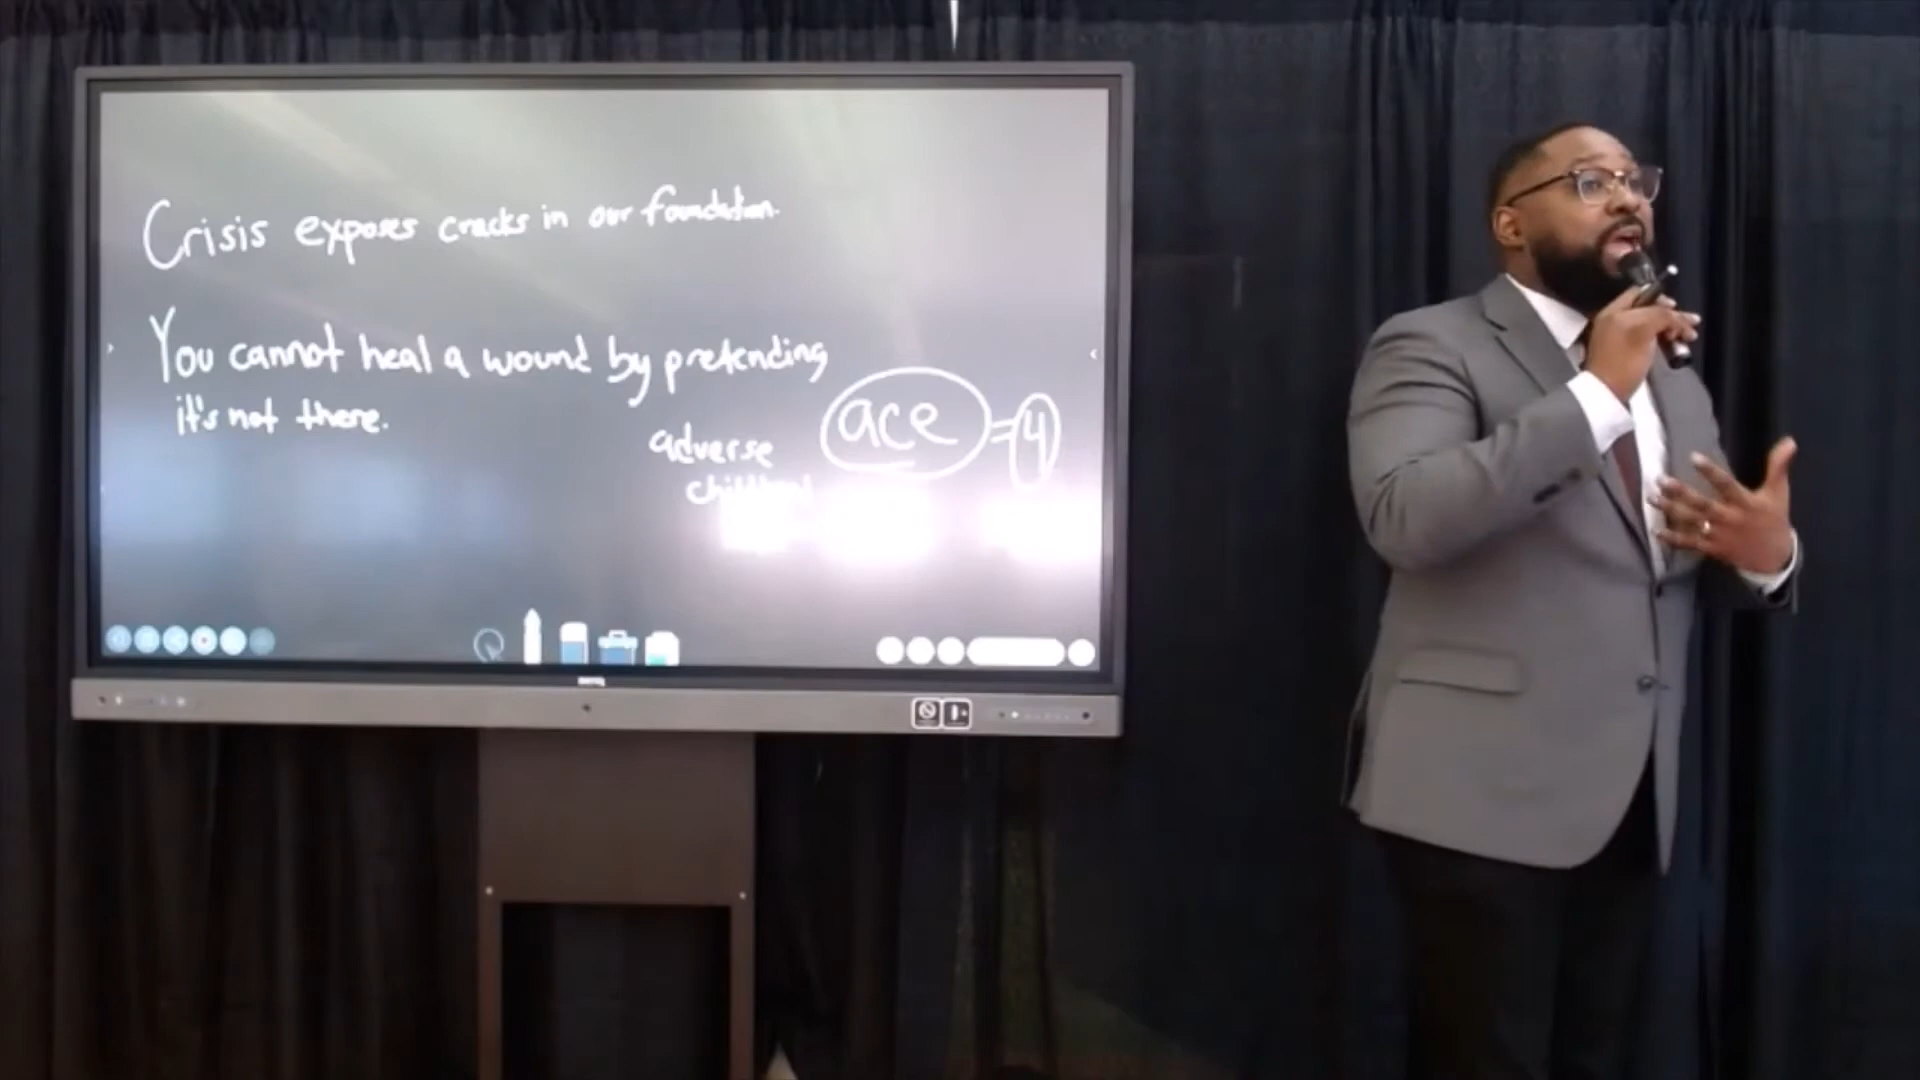 Crisis exposes cracks in our foundation.
You cannot heal a wound by pretending
it's not there.
ace = 4
adverse